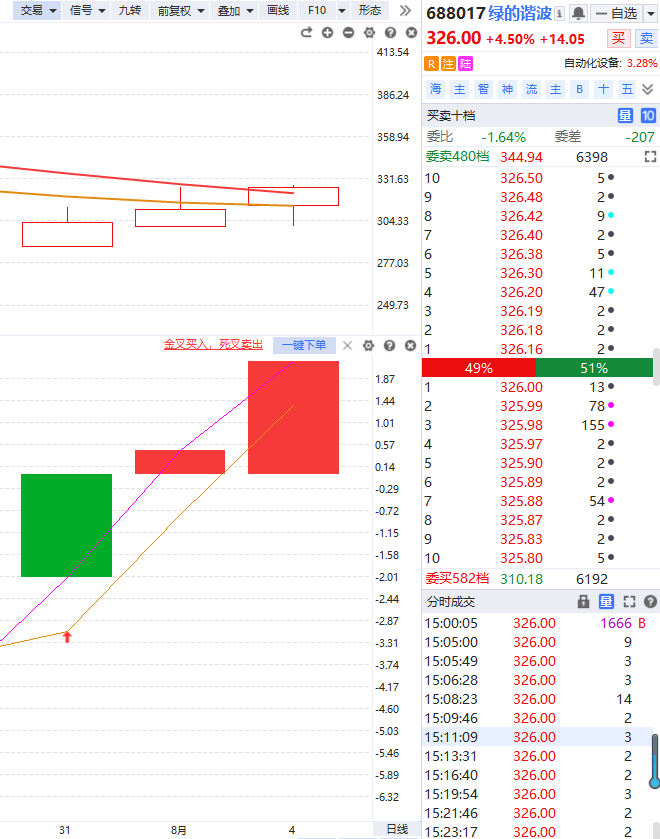 交易 信号 九转 前复权 叠加 画线 F10 形态
688017 绿的谐波 自选
326.00 +4.50% +14.05 买 卖
R 注 陆 自动化设备: 3.28%
海 主 智 神 流 主 B 十 五
买卖十档 量 10
委比 -1.64% 委差 -207
委卖480档 344.94 6398
10 326.50 5
9 326.48 2
8 326.42 9
7 326.40 2
6 326.38 5
5 326.30 11
4 326.20 47
3 326.19 2
2 326.18 2
1 326.16 2
49% 51%
1 326.00 13
2 325.99 78
3 325.98 155
4 325.97 2
5 325.90 2
6 325.89 2
7 325.88 54
8 325.87 2
9 325.83 2
10 325.80 5
委买582档 310.18 6192
分时成交 量
15:00:05 326.00 1666 B
15:05:00 326.00 9
15:05:49 326.00 3
15:06:28 326.00 3
15:08:23 326.00 14
15:09:46 326.00 2
15:11:09 326.00 3
15:13:31 326.00 2
15:16:40 326.00 2
15:19:54 326.00 3
15:21:46 326.00 2
15:23:17 326.00 2
413.54
386.24
358.94
331.63
304.33
277.03
249.73
金叉买入，死叉卖出 一键下单
1.87
1.44
1.01
0.57
0.14
-0.29
-0.72
-1.15
-1.58
-2.01
-2.44
-2.87
-3.31
-3.74
-4.17
-4.60
-5.03
-5.46
-5.89
-6.32
31 8月 4 日线